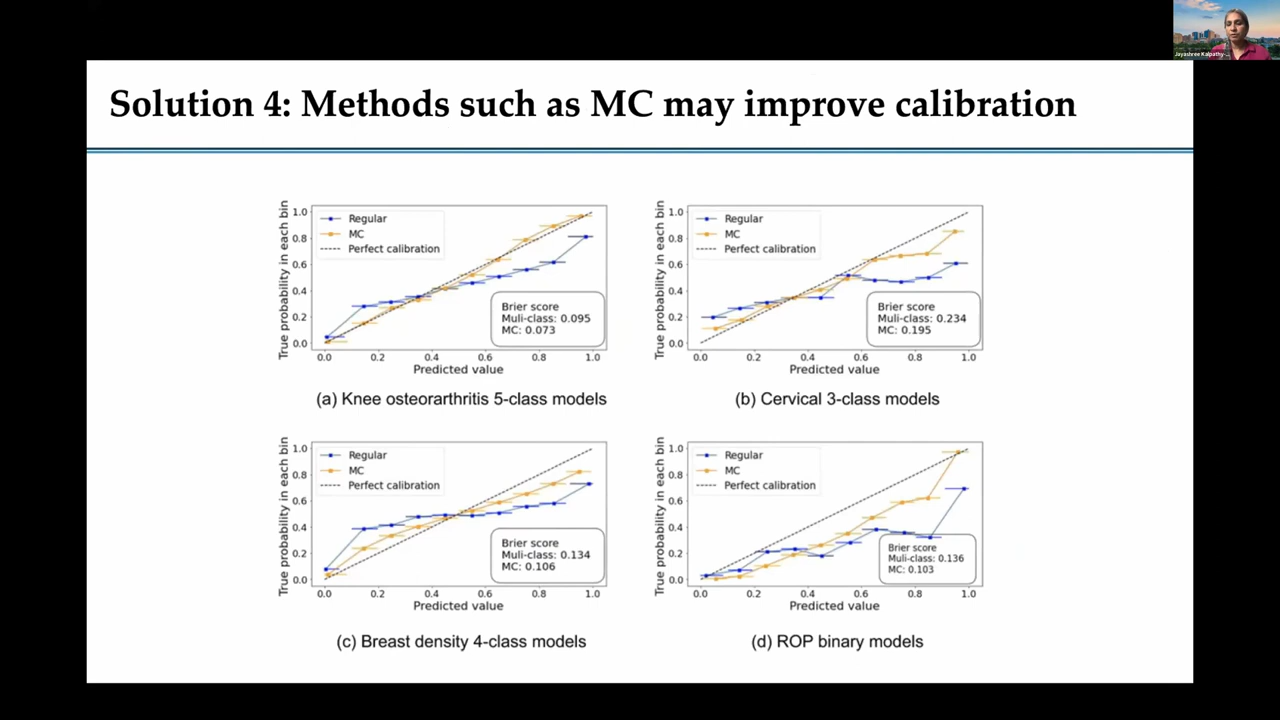 Jayashree Kalpathy-...
Solution 4: Methods such as MC may improve calibration
True probability in each bin
1.0
0.8
0.6
0.4
0.2
0.0
Regular
MC
Perfect calibration
Brier score
Muli-class: 0.095
MC: 0.073
0.0 0.2 0.4 0.6 0.8 1.0
Predicted value
(a) Knee osteorarthritis 5-class models
True probability in each bin
1.0
0.8
0.6
0.4
0.2
0.0
Regular
MC
Perfect calibration
Brier score
Muli-class: 0.234
MC: 0.195
0.0 0.2 0.4 0.6 0.8 1.0
Predicted value
(b) Cervical 3-class models
True probability in each bin
1.0
0.8
0.6
0.4
0.2
0.0
Regular
MC
Perfect calibration
Brier score
Muli-class: 0.134
MC: 0.106
0.0 0.2 0.4 0.6 0.8 1.0
Predicted value
(c) Breast density 4-class models
True probability in each bin
1.0
0.8
0.6
0.4
0.2
0.0
Regular
MC
Perfect calibration
Brier score
Muli-class: 0.136
MC: 0.103
0.0 0.2 0.4 0.6 0.8 1.0
Predicted value
(d) ROP binary models